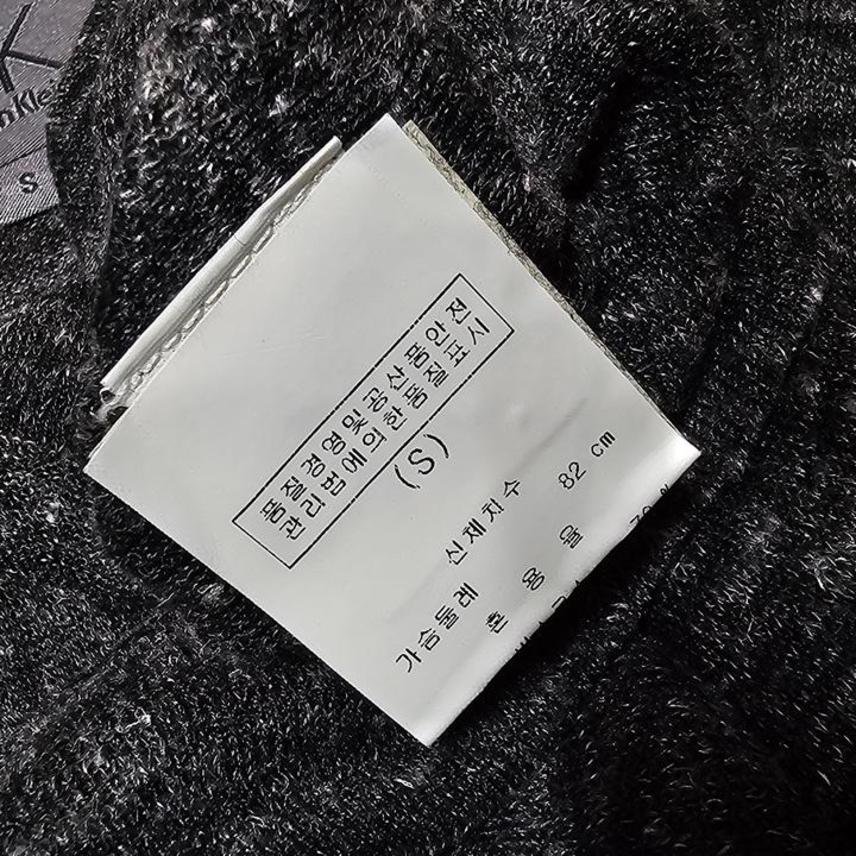 K
n Kle
S
품질경영및공산품안전
관리법에의한품질표시
(S)
신체치수
가슴둘레 82 cm
혼용율